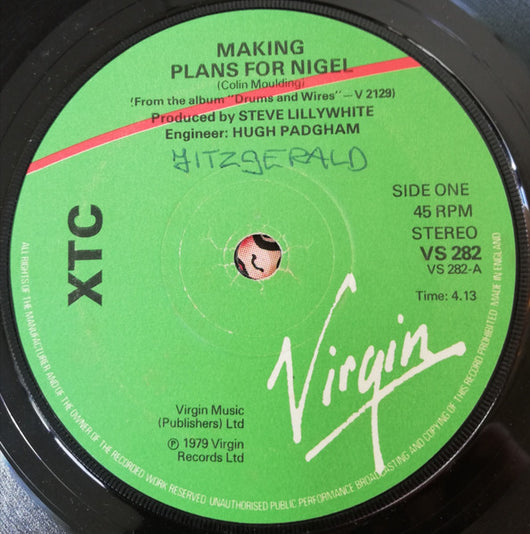 MAKING
PLANS FOR NIGEL
(Colin Moulding)
(From the album "Drums and Wires"–V 2129)
Produced by STEVE LILLYWHITE
Engineer: HUGH PADGHAM
FITZGERALD
XTC
SIDE ONE
45 RPM
STEREO
VS 282
VS 282-A
Time: 4.13
Virgin
Virgin Music
(Publishers) Ltd
℗ 1979 Virgin
Records Ltd
ALL RIGHTS OF THE MANUFACTURER AND OF THE OWNER OF THE RECORDED WORK RESERVED. UNAUTHORISED PUBLIC PERFORMANCE BROADCASTING AND COPYING OF THIS RECORD PROHIBITED. MADE IN ENGLAND